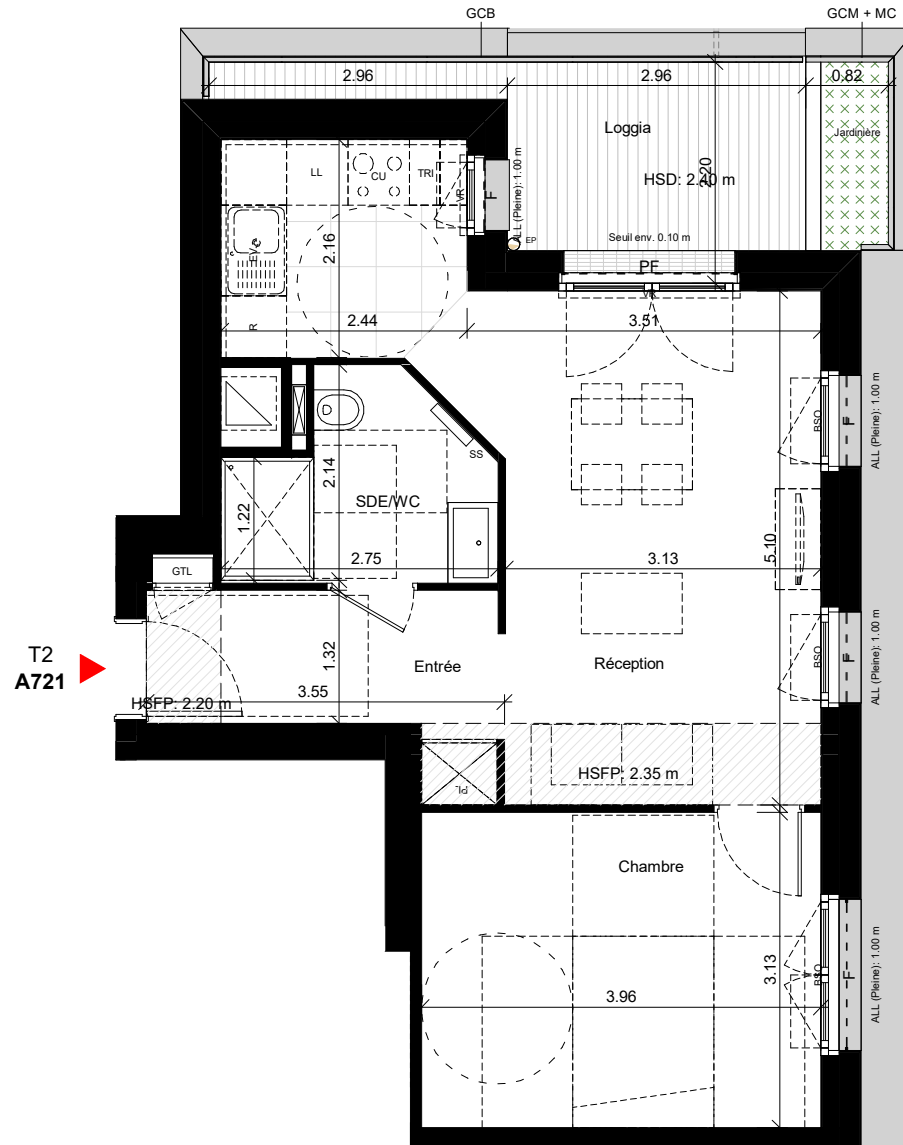 GCB
GCM + MC
2.96
2.96
0.82
Loggia
Jardinière
HSD: 2.40 m
2.20
Seuil env. 0.10 m
EP
ALL (Pleine): 1.00 m
F
VR
PF
VR
LL
CU
TRI
EV
R
2.16
2.44
3.51
BSO
F
ALL (Pleine): 1.00 m
SS
2.14
SDE/WC
1.22
2.75
3.13
5.10
GTL
T2
A721
1.32
Entrée
Réception
3.55
HSFP: 2.20 m
BSO
F
ALL (Pleine): 1.00 m
HSFP: 2.35 m
PL
Chambre
3.13
3.96
BSO
F
ALL (Pleine): 1.00 m